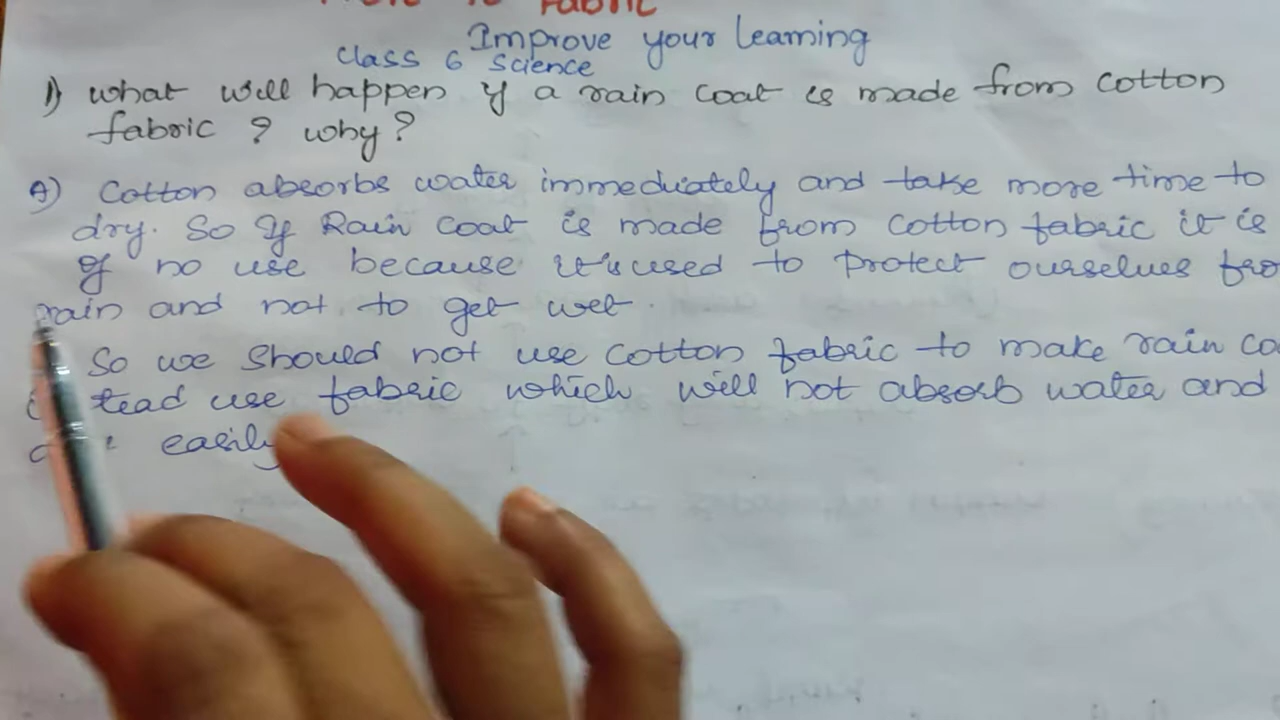 to Fabric
Improve your learning
Class 6 Science
1) what will happen if a rain coat is made from cotton
fabric ? why ?
A) Cotton absorbs water immediately and take more time to
dry. So If Rain coat is made from cotton fabric it is
of no use because it's used to protect ourselves
rain and not to get wet.
So we should not use cotton fabric to make rain
use fabric which will not absorb water and
easily